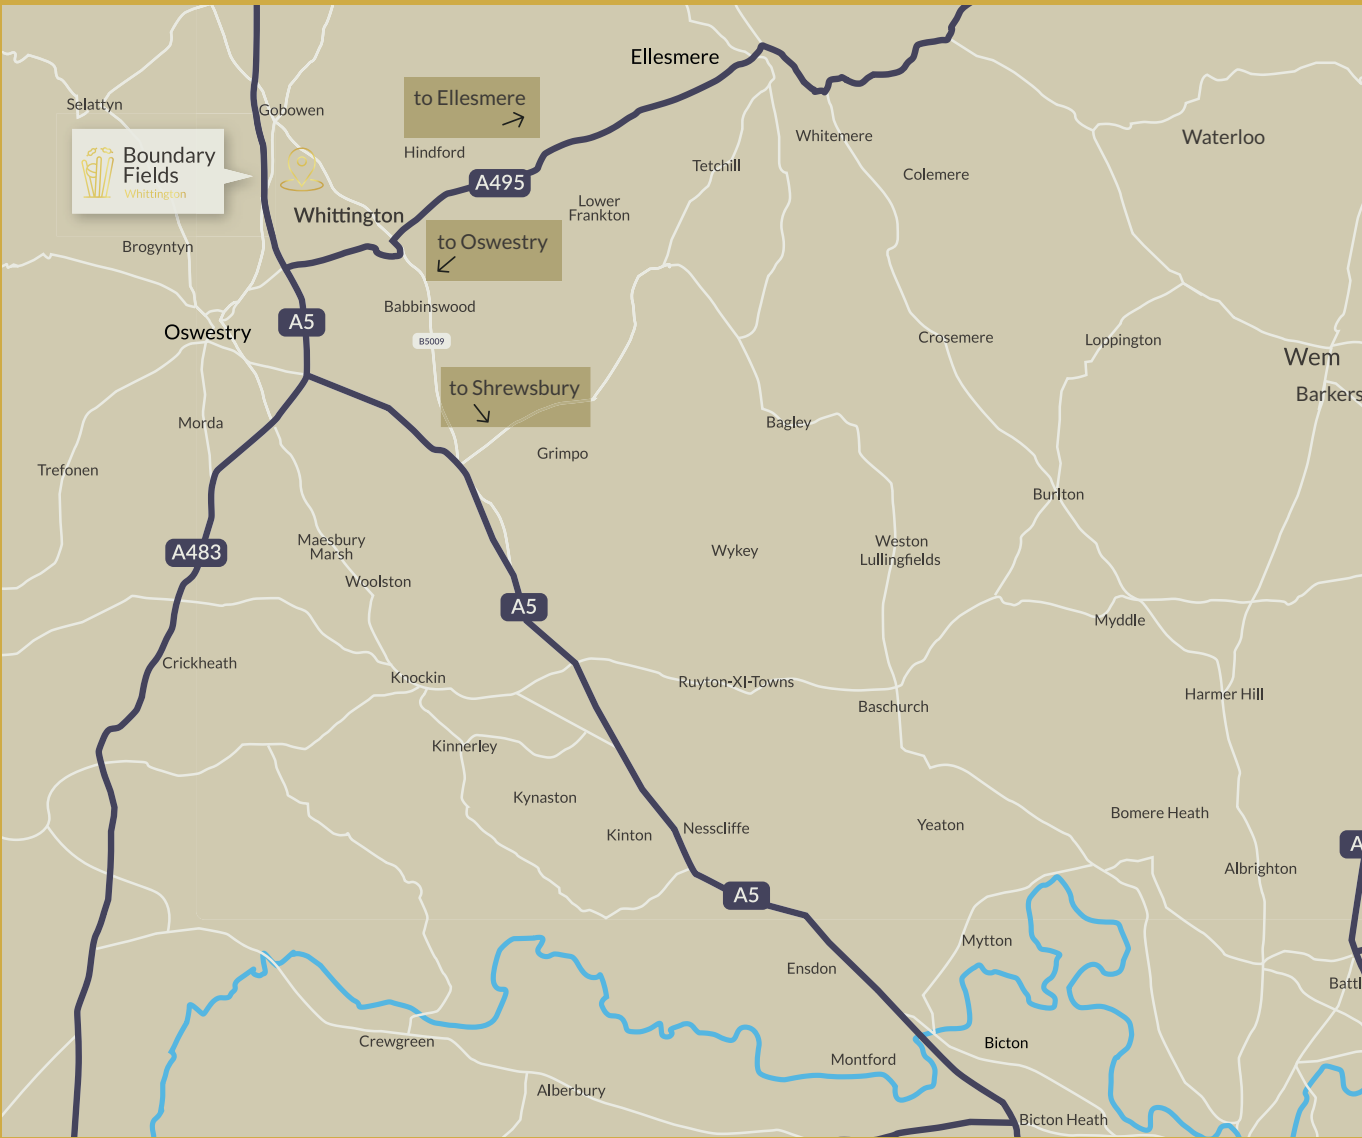 Ellesmere
to Ellesmere
Selattyn
Gobowen
Whitemere
Waterloo
Hindford
Boundary
Fields
Whittington
Tetchill
A495
Colemere
Lower
Frankton
Whittington
to Oswestry
Brogyntyn
Babbinswood
A5
Oswestry
B5009
Crosemere
Loppington
Wem
to Shrewsbury
Barkers
Morda
Bagley
Grimpo
Trefonen
Burlton
A483
Maesbury
Marsh
Wykey
Weston
Lullingfields
Woolston
A5
Myddle
Crickheath
Knockin
Ruyton-XI-Towns
Harmer Hill
Baschurch
Kinnerley
Kynaston
Bomere Heath
Kinton
Nesscliffe
Yeaton
A
Albrighton
A5
Mytton
Ensdon
Battl
Crewgreen
Bicton
Montford
Alberbury
Bicton Heath